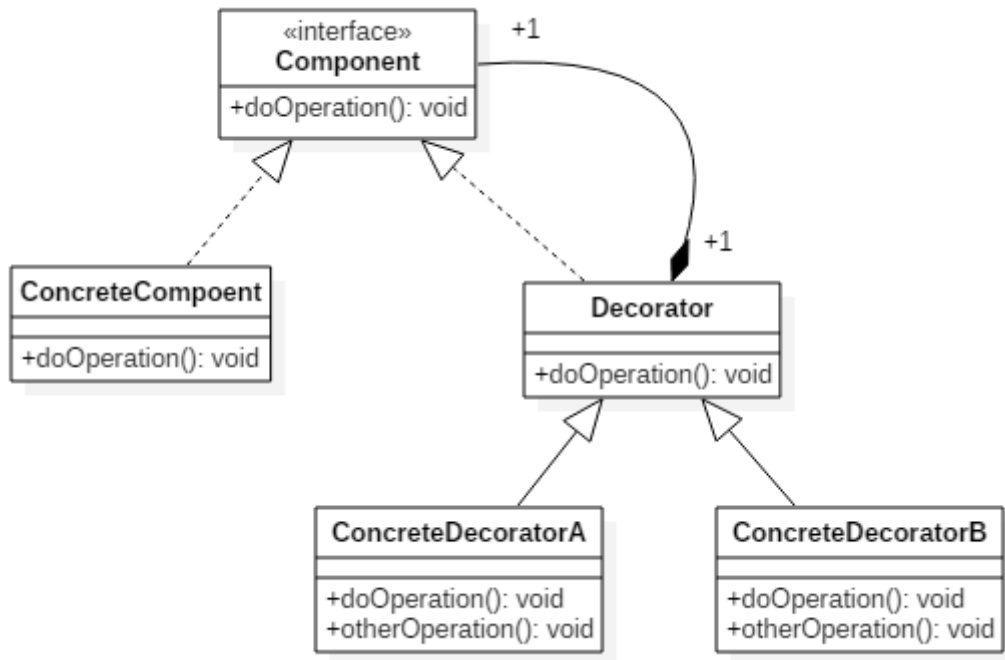 «interface»
Component
+doOperation(): void
+1
+1
ConcreteCompoent
+doOperation(): void
Decorator
+doOperation(): void
ConcreteDecoratorA
+doOperation(): void
+otherOperation(): void
ConcreteDecoratorB
+doOperation(): void
+otherOperation(): void